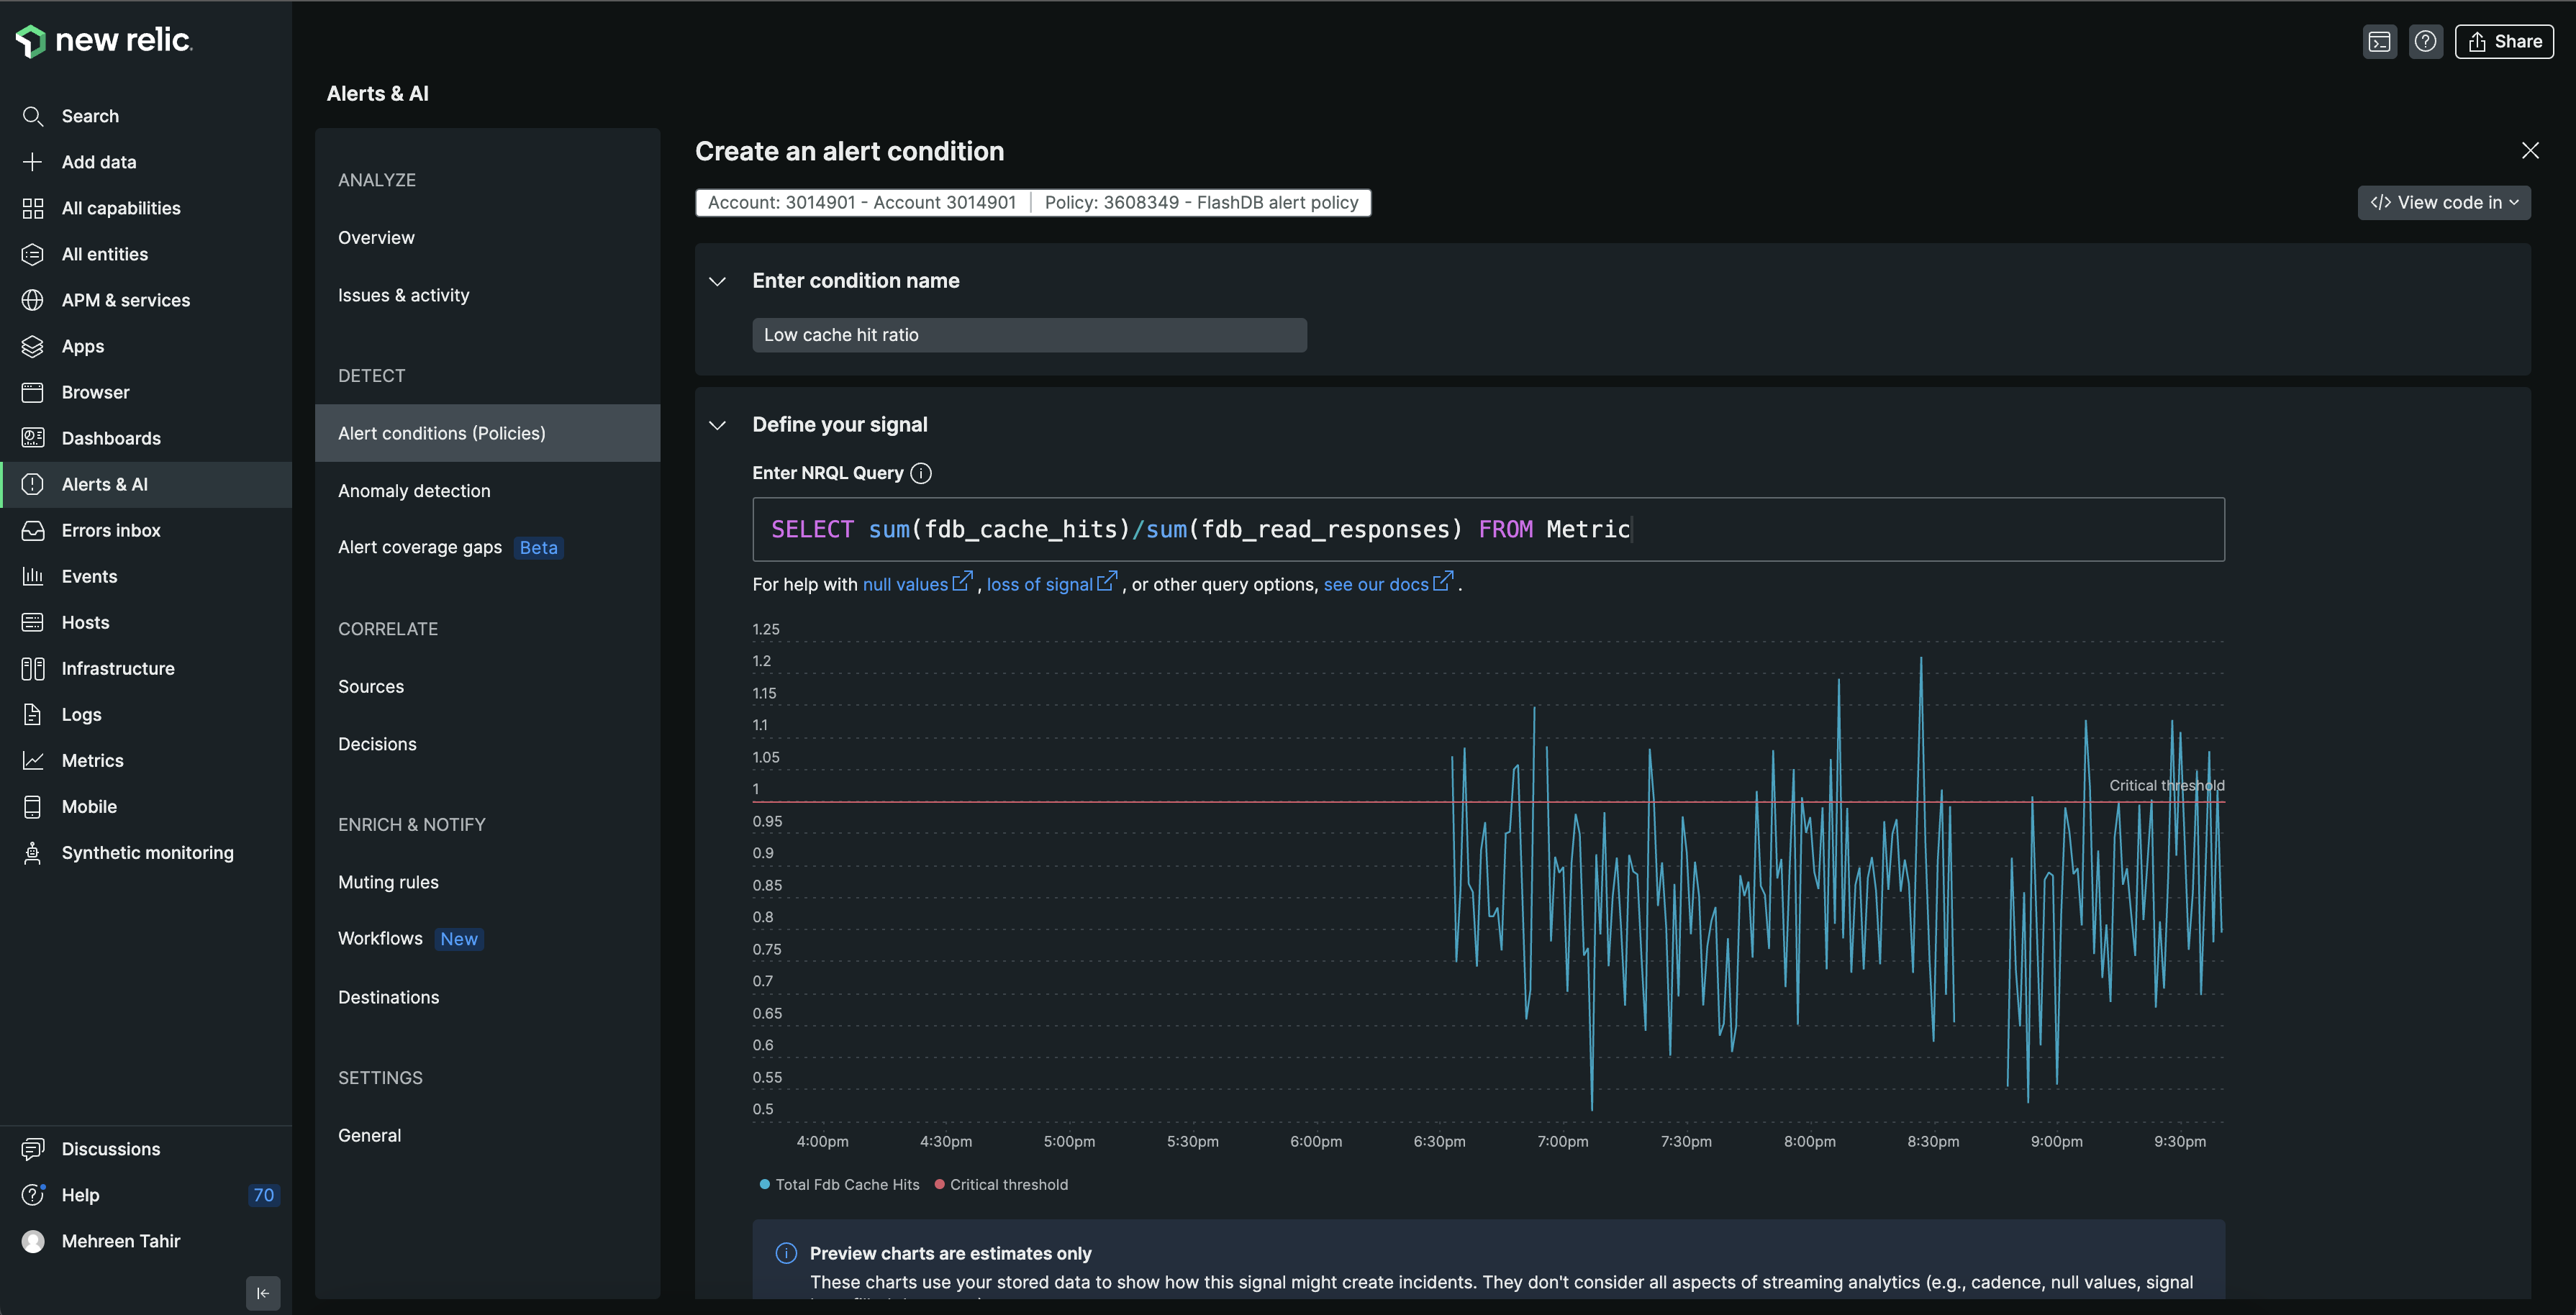 new relic.
Share
Search
Add data
All capabilities
All entities
APM & services
Apps
Browser
Dashboards
Alerts & AI
Errors inbox
Events
Hosts
Infrastructure
Logs
Metrics
Mobile
Synthetic monitoring
Discussions
Help 70
Mehreen Tahir
Alerts & AI
ANALYZE
Overview
Issues & activity
DETECT
Alert conditions (Policies)
Anomaly detection
Alert coverage gaps Beta
CORRELATE
Sources
Decisions
ENRICH & NOTIFY
Muting rules
Workflows New
Destinations
SETTINGS
General
Create an alert condition
Account: 3014901 - Account 3014901 | Policy: 3608349 - FlashDB alert policy
</> View code in
Enter condition name
Low cache hit ratio
Define your signal
Enter NRQL Query
SELECT sum(fdb_cache_hits)/sum(fdb_read_responses) FROM Metric
For help with null values, loss of signal, or other query options, see our docs.
1.25
1.2
1.15
1.1
1.05
1
Critical threshold
0.95
0.9
0.85
0.8
0.75
0.7
0.65
0.6
0.55
0.5
4:00pm 4:30pm 5:00pm 5:30pm 6:00pm 6:30pm 7:00pm 7:30pm 8:00pm 8:30pm 9:00pm 9:30pm
Total Fdb Cache Hits Critical threshold
Preview charts are estimates only
These charts use your stored data to show how this signal might create incidents. They don't consider all aspects of streaming analytics (e.g., cadence, null values, signal